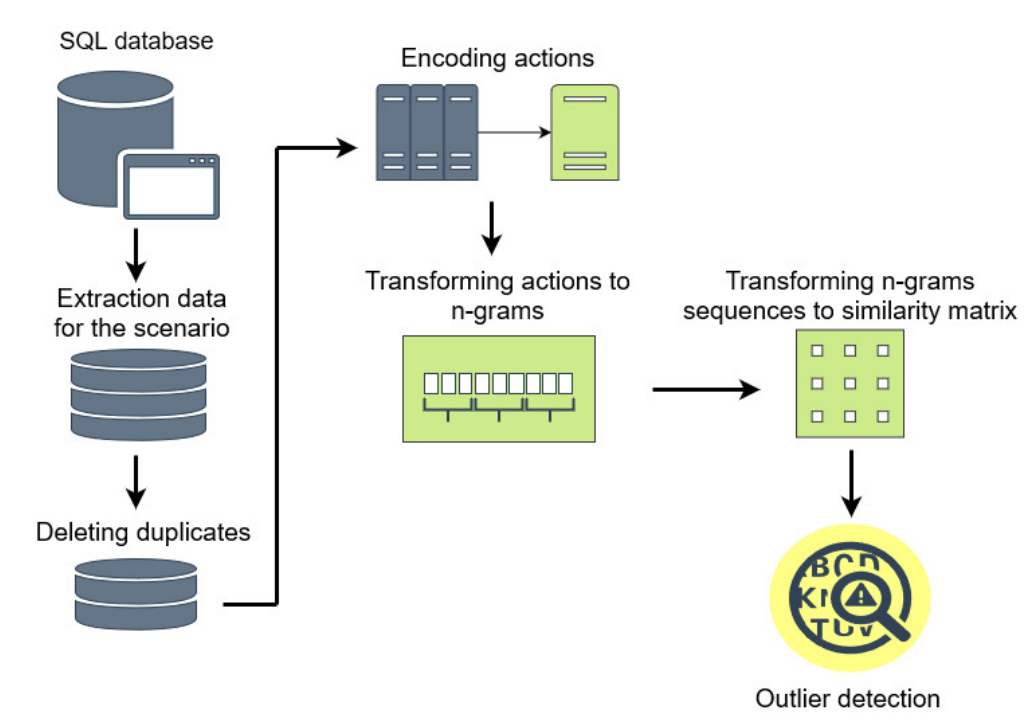 SQL database
Extraction data
for the scenario
Deleting duplicates
Encoding actions
Transforming actions to
n-grams
Transforming n-grams
sequences to similarity matrix
Outlier detection